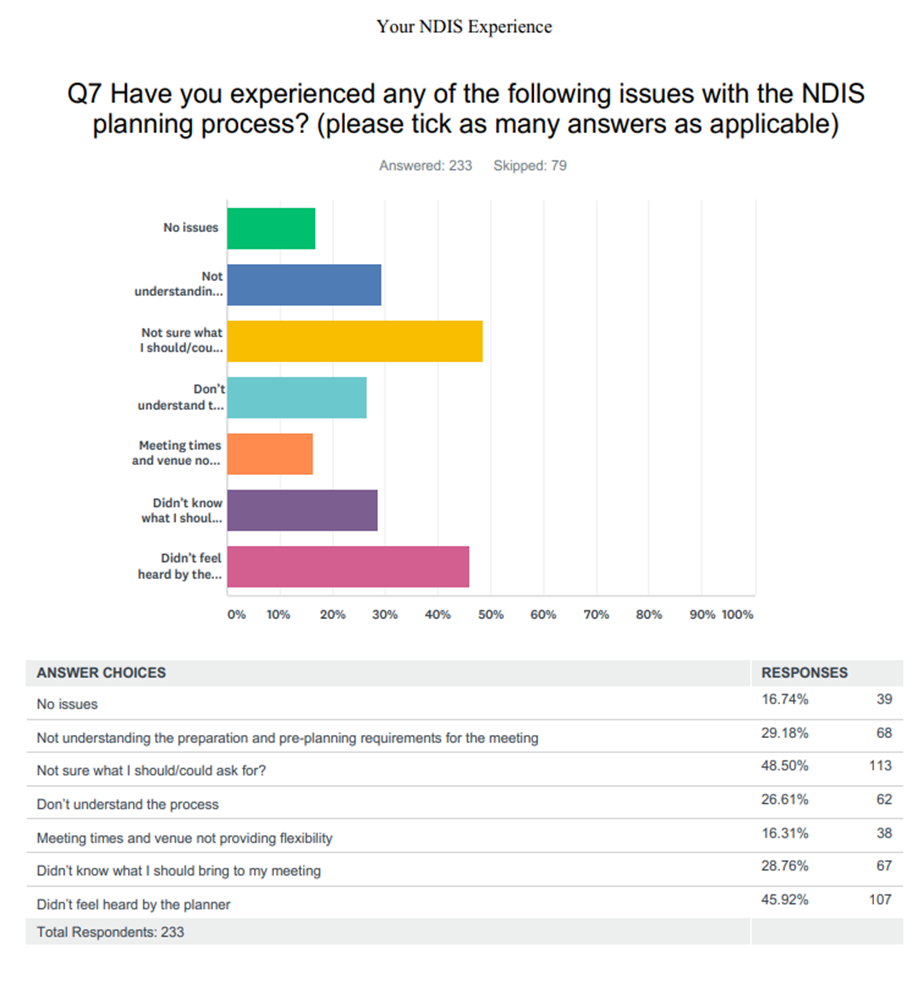 Your NDIS Experience
Q7 Have you experienced any of the following issues with the NDIS
planning process? (please tick as many answers as applicable)
Answered: 233 Skipped: 79
No issues
Not
understandin...
Not sure what
I should/cou...
Don't
understand t...
Meeting times
and venue no...
Didn't know
what I shoul...
Didn't feel
heard by the...
0% 10% 20% 30% 40% 50% 60% 70% 80% 90% 100%
ANSWER CHOICES RESPONSES
No issues 16.74% 39
Not understanding the preparation and pre-planning requirements for the meeting 29.18% 68
Not sure what I should/could ask for? 48.50% 113
Don't understand the process 26.61% 62
Meeting times and venue not providing flexibility 16.31% 38
Didn't know what I should bring to my meeting 28.76% 67
Didn't feel heard by the planner 45.92% 107
Total Respondents: 233